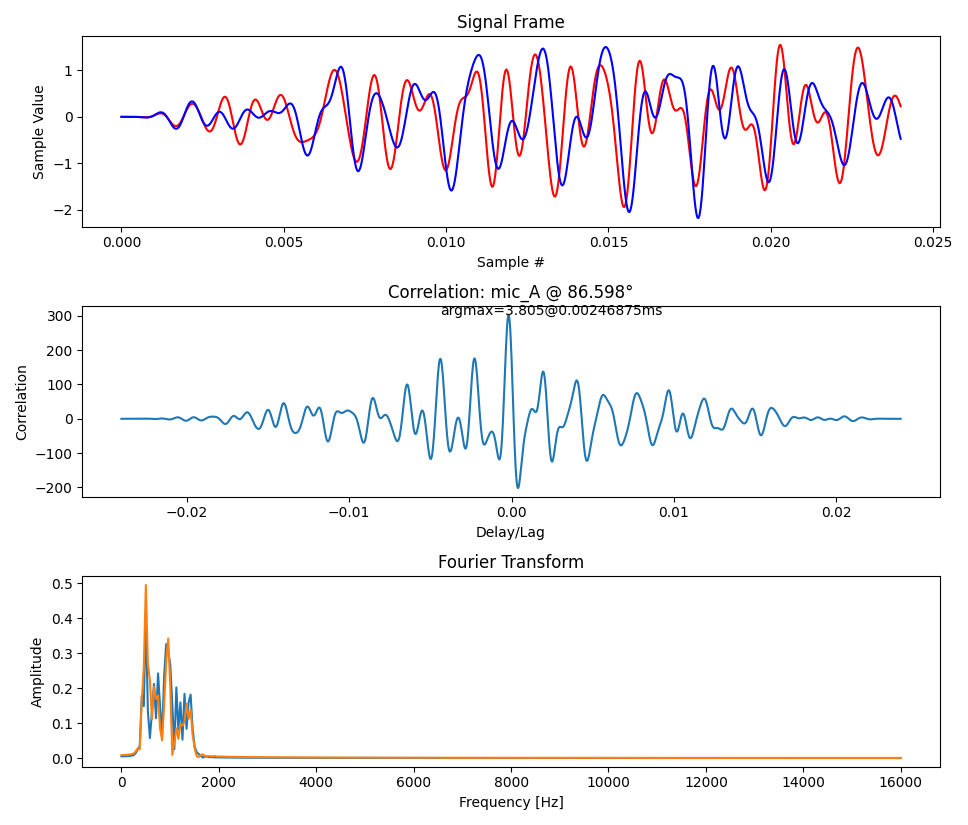 Signal Frame
1
0
−1
−2
Sample Value
0.000 0.005 0.010 0.015 0.020 0.025
Sample #
Correlation: mic_A @ 86.598°
argmax=3.805@0.00246875ms
300
200
100
0
−100
−200
Correlation
−0.02 −0.01 0.00 0.01 0.02
Delay/Lag
Fourier Transform
0.5
0.4
0.3
0.2
0.1
0.0
Amplitude
0 2000 4000 6000 8000 10000 12000 14000 16000
Frequency [Hz]